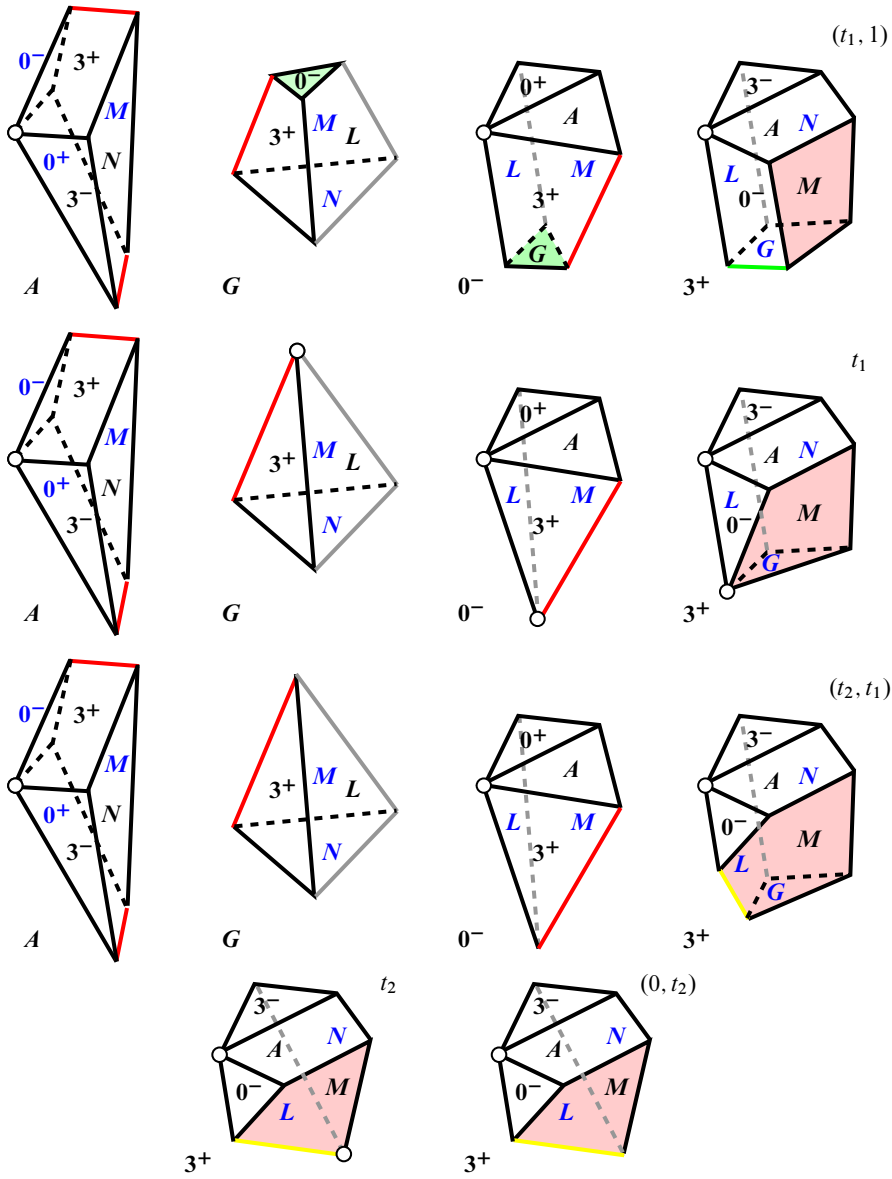 (t₁, 1)
0⁻ 3⁺ M 0⁺ N 3⁻ A
0⁻ 3⁺ M L N G
0⁺ A L M 3⁺ G 0⁻
3⁻ A N L 0⁻ M G 3⁺
t₁
0⁻ 3⁺ M 0⁺ N 3⁻ A
3⁺ M L N G
0⁺ A L M 3⁺ 0⁻
3⁻ A N L 0⁻ M G 3⁺
(t₂, t₁)
0⁻ 3⁺ M 0⁺ N 3⁻ A
3⁺ M L N G
0⁺ A L M 3⁺ 0⁻
3⁻ A N 0⁻ M L G 3⁺
t₂
3⁻ N A 0⁻ M L 3⁺
(0, t₂)
3⁻ N A 0⁻ M L 3⁺